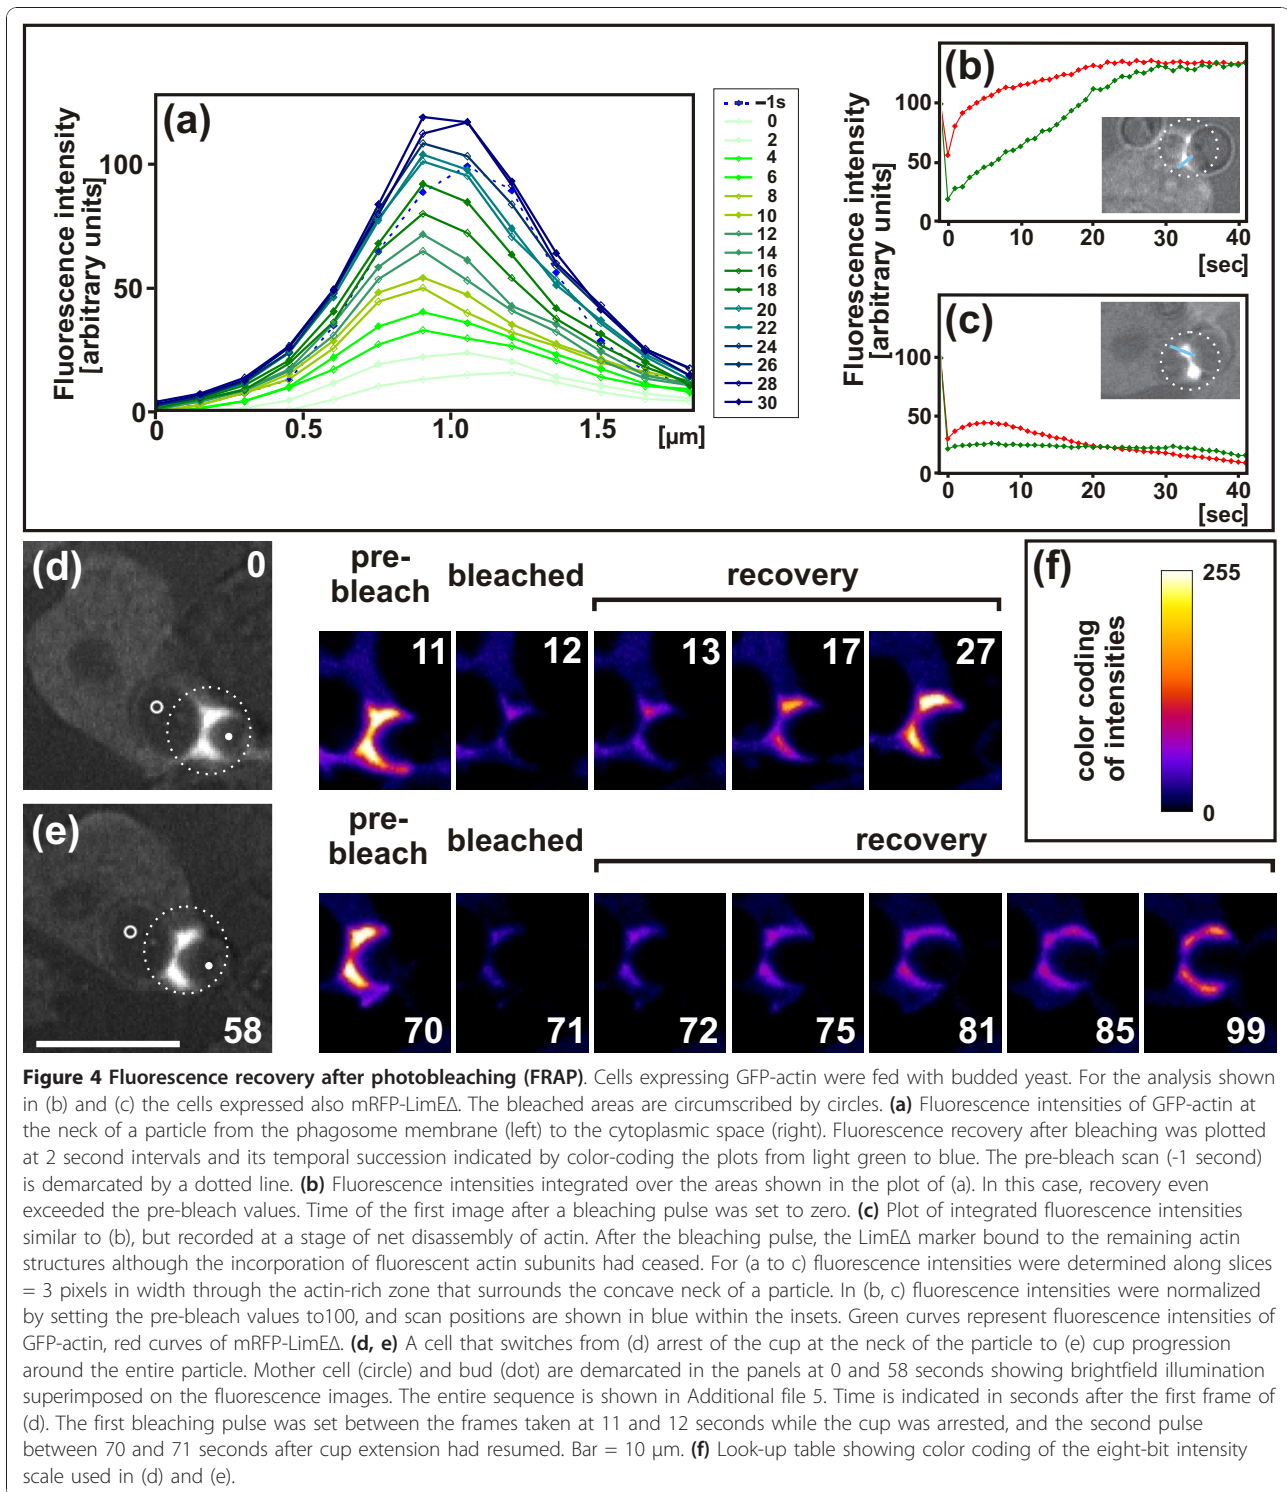 (a)
Fluorescence intensity
[arbitrary units]
100
50
0
0
0.5
1.0
1.5
[µm]
−1s
0
2
4
6
8
10
12
14
16
18
20
22
24
26
28
30
(b)
Fluorescence intensity
[arbitrary units]
100
50
0
0
10
20
30
40
[sec]
(c)
100
50
0
0
10
20
30
40
[sec]
(d)
0
pre-
bleach
bleached
recovery
11
12
13
17
27
(f)
color coding
of intensities
255
0
(e)
58
pre-
bleach
bleached
recovery
70
71
72
75
81
85
99
Figure 4 Fluorescence recovery after photobleaching (FRAP). Cells expressing GFP-actin were fed with budded yeast. For the analysis shown
in (b) and (c) the cells expressed also mRFP-LimEΔ. The bleached areas are circumscribed by circles. (a) Fluorescence intensities of GFP-actin at
the neck of a particle from the phagosome membrane (left) to the cytoplasmic space (right). Fluorescence recovery after bleaching was plotted
at 2 second intervals and its temporal succession indicated by color-coding the plots from light green to blue. The pre-bleach scan (-1 second)
is demarcated by a dotted line. (b) Fluorescence intensities integrated over the areas shown in the plot of (a). In this case, recovery even
exceeded the pre-bleach values. Time of the first image after a bleaching pulse was set to zero. (c) Plot of integrated fluorescence intensities
similar to (b), but recorded at a stage of net disassembly of actin. After the bleaching pulse, the LimEΔ marker bound to the remaining actin
structures although the incorporation of fluorescent actin subunits had ceased. For (a to c) fluorescence intensities were determined along slices
= 3 pixels in width through the actin-rich zone that surrounds the concave neck of a particle. In (b, c) fluorescence intensities were normalized
by setting the pre-bleach values to100, and scan positions are shown in blue within the insets. Green curves represent fluorescence intensities of
GFP-actin, red curves of mRFP-LimEΔ. (d, e) A cell that switches from (d) arrest of the cup at the neck of the particle to (e) cup progression
around the entire particle. Mother cell (circle) and bud (dot) are demarcated in the panels at 0 and 58 seconds showing brightfield illumination
superimposed on the fluorescence images. The entire sequence is shown in Additional file 5. Time is indicated in seconds after the first frame of
(d). The first bleaching pulse was set between the frames taken at 11 and 12 seconds while the cup was arrested, and the second pulse
between 70 and 71 seconds after cup extension had resumed. Bar = 10 µm. (f) Look-up table showing color coding of the eight-bit intensity
scale used in (d) and (e).